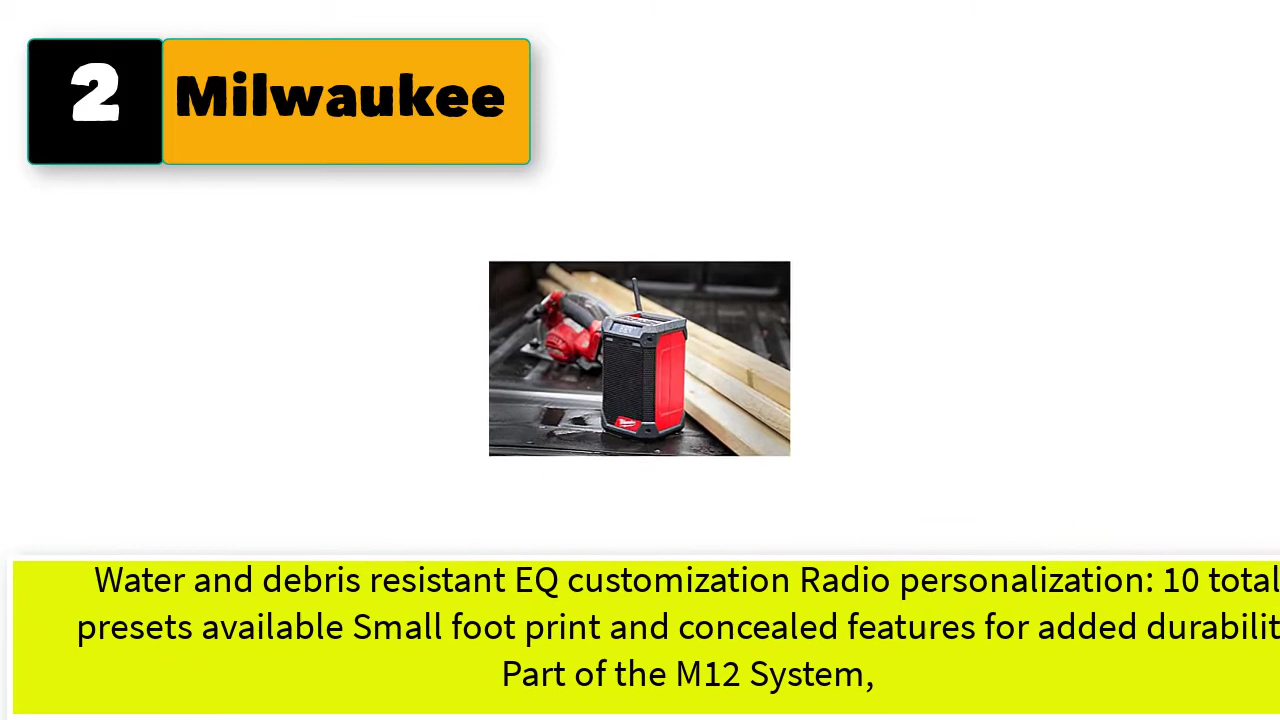 2 Milwaukee
Water and debris resistant EQ customization Radio personalization: 10 total
presets available Small foot print and concealed features for added durabilit
Part of the M12 System,